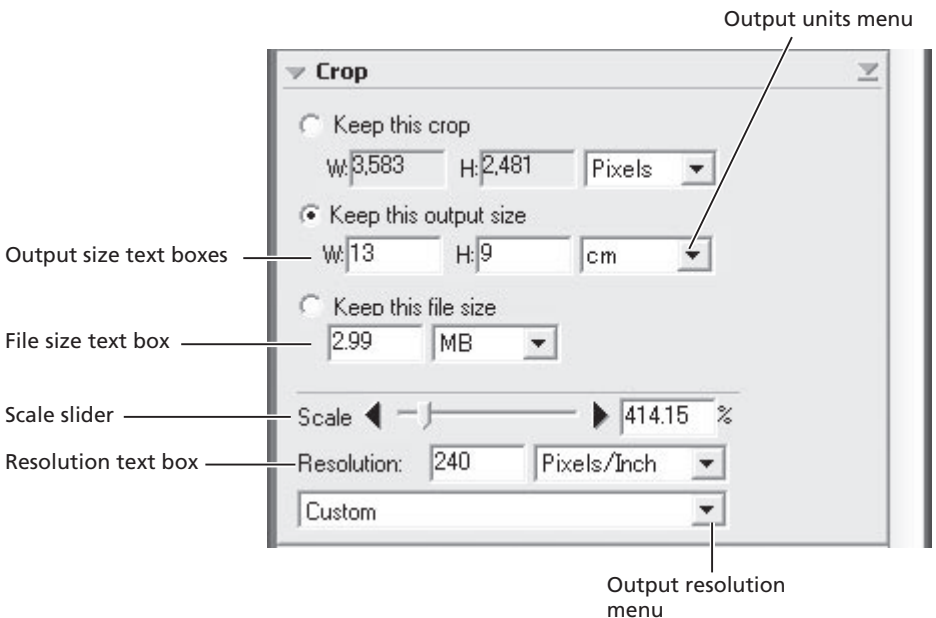 Output units menu
Crop
Keep this crop
W: 3,583 H: 2,481 Pixels
Keep this output size
Output size text boxes
W: 13 H: 9 cm
Keep this file size
File size text box
2.99 MB
Scale slider
Scale 414.15 %
Resolution text box
Resolution: 240 Pixels/Inch
Custom
Output resolution
menu